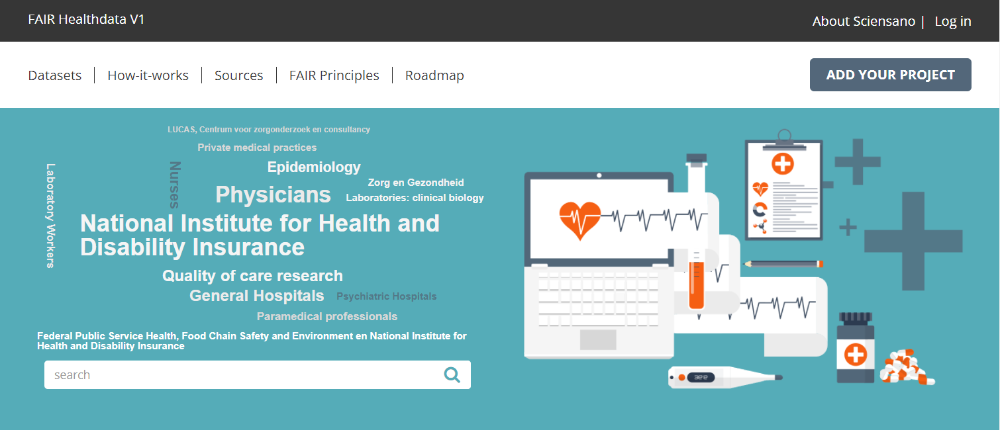 FAIR Healthdata V1
About Sciensano | Log in
Datasets | How-it-works | Sources | FAIR Principles | Roadmap
ADD YOUR PROJECT
LUCAS, Centrum voor zorgonderzoek en consultancy
Private medical practices
Laboratory Workers
Nurses
Epidemiology
Zorg en Gezondheid
Physicians
Laboratories: clinical biology
National Institute for Health and
Disability Insurance
Quality of care research
General Hospitals
Psychiatric Hospitals
Paramedical professionals
Federal Public Service Health, Food Chain Safety and Environment en National Institute for
Health and Disability Insurance
search